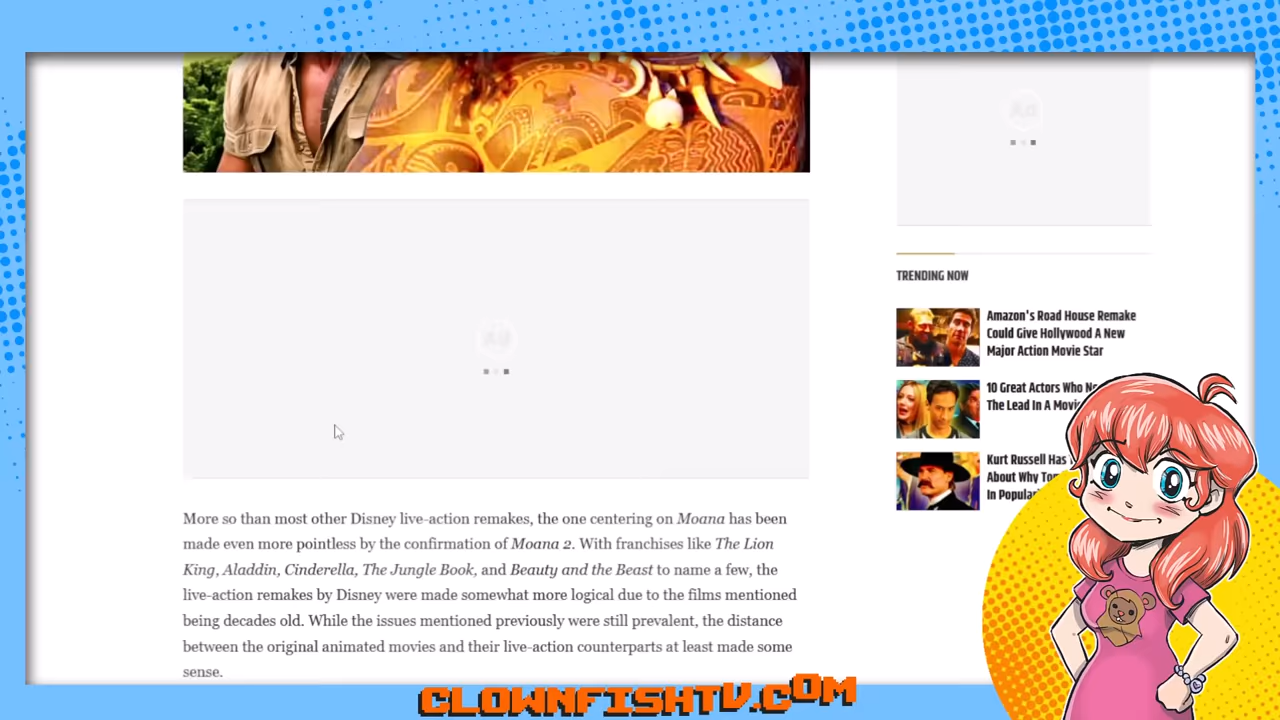 Ad
TRENDING NOW
Amazon's Road House Remake
Could Give Hollywood A New
Major Action Movie Star
10 Great Actors Who
The Lead In A
Kurt Russell Has
About Why
In
More so than most other Disney live-action remakes, the one centering on Moana has been
made even more pointless by the confirmation of Moana 2. With franchises like The Lion
King, Aladdin, Cinderella, The Jungle Book, and Beauty and the Beast to name a few, the
live-action remakes by Disney were made somewhat more logical due to the films mentioned
being decades old. While the issues mentioned previously were still prevalent, the distance
between the original animated movies and their live-action counterparts at least made some
sense.
CLOWNFISHTV.COM